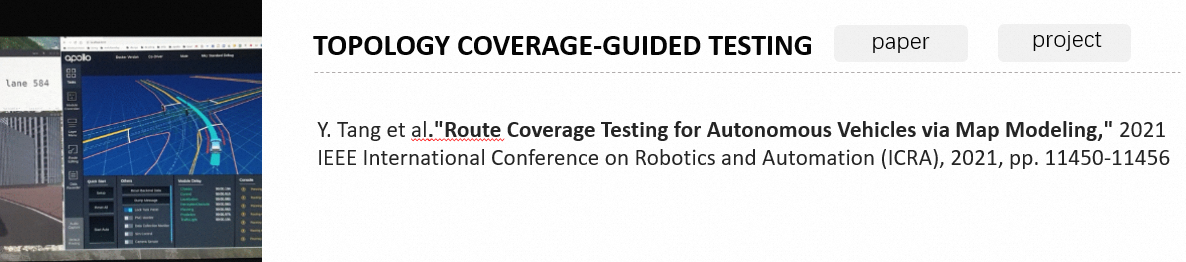 lane 584
apollo
TOPOLOGY COVERAGE-GUIDED TESTING
paper
project
Y. Tang et al."Route Coverage Testing for Autonomous Vehicles via Map Modeling," 2021
IEEE International Conference on Robotics and Automation (ICRA), 2021, pp. 11450-11456